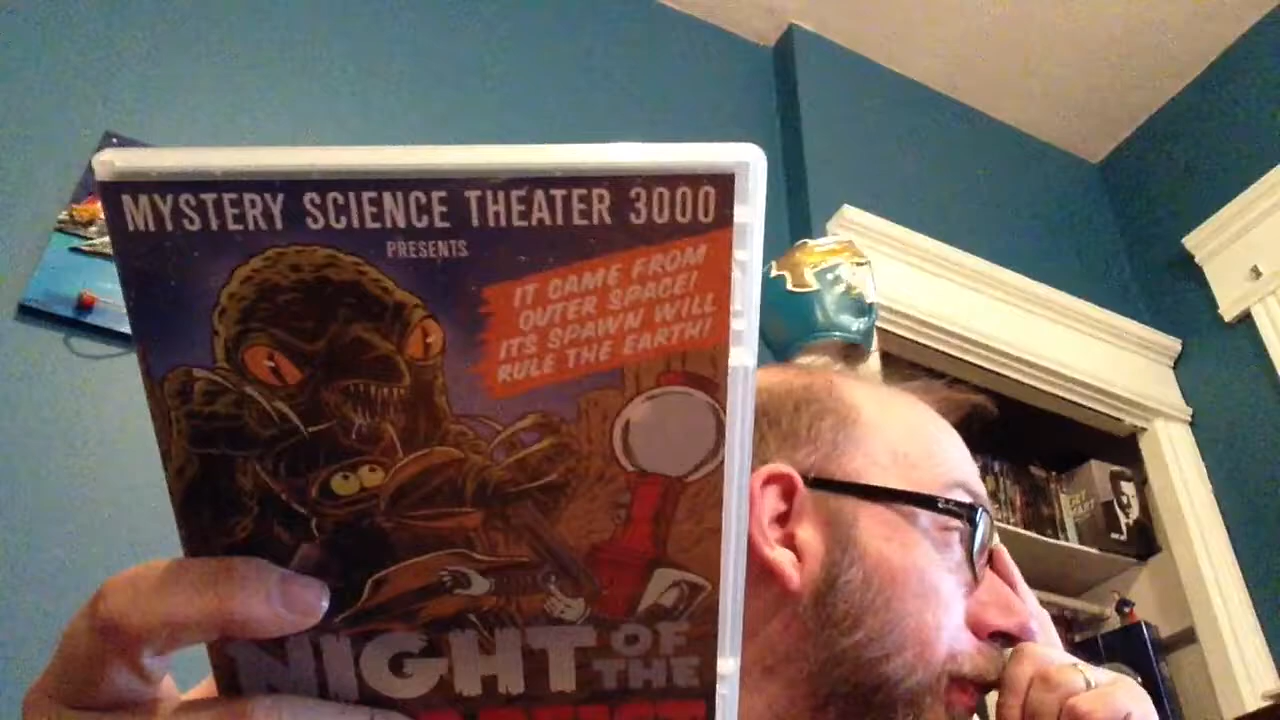 MYSTERY SCIENCE THEATER 3000
PRESENTS
IT CAME FROM
OUTER SPACE!
ITS SPAWN WILL
RULE THE EARTH!
NIGHT OF
THE